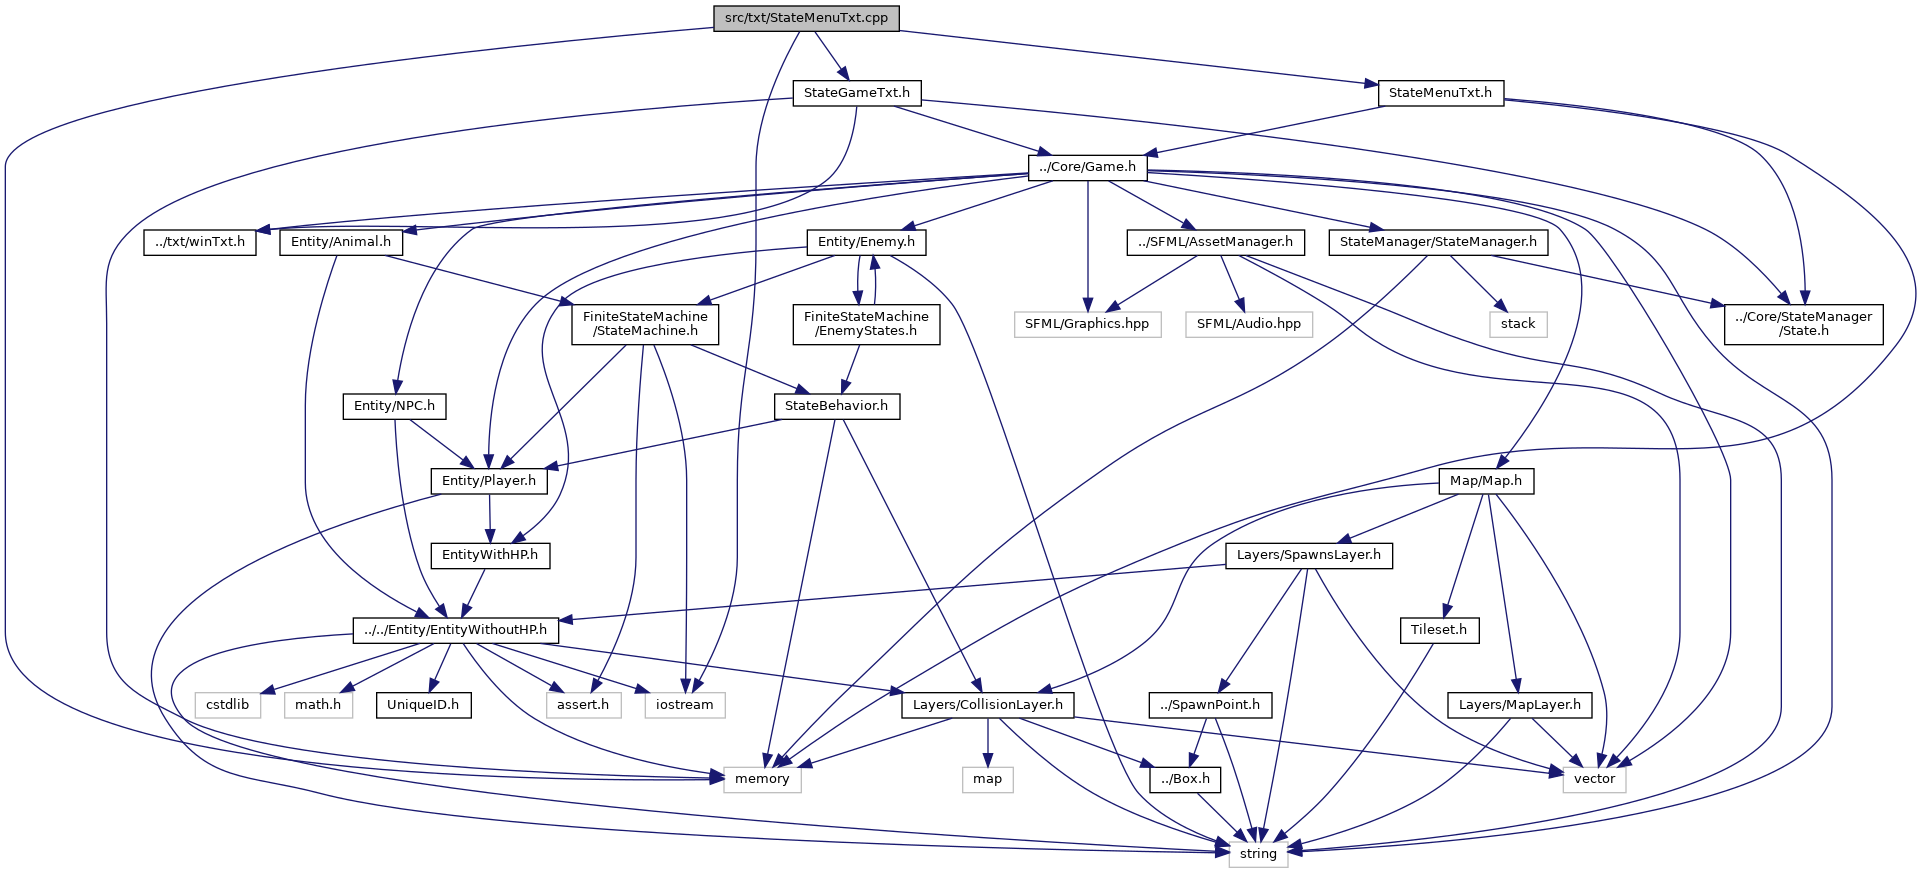 src/txt/StateMenuTxt.cpp
StateGameTxt.h
StateMenuTxt.h
../Core/Game.h
../txt/winTxt.h
Entity/Animal.h
Entity/Enemy.h
../SFML/AssetManager.h
StateManager/StateManager.h
FiniteStateMachine
/StateMachine.h
FiniteStateMachine
/EnemyStates.h
SFML/Graphics.hpp
SFML/Audio.hpp
stack
../Core/StateManager
/State.h
Entity/NPC.h
StateBehavior.h
Entity/Player.h
Map/Map.h
EntityWithHP.h
Layers/SpawnsLayer.h
../../Entity/EntityWithoutHP.h
Tileset.h
cstdlib
math.h
UniqueID.h
assert.h
iostream
Layers/CollisionLayer.h
../SpawnPoint.h
Layers/MapLayer.h
memory
map
../Box.h
vector
string